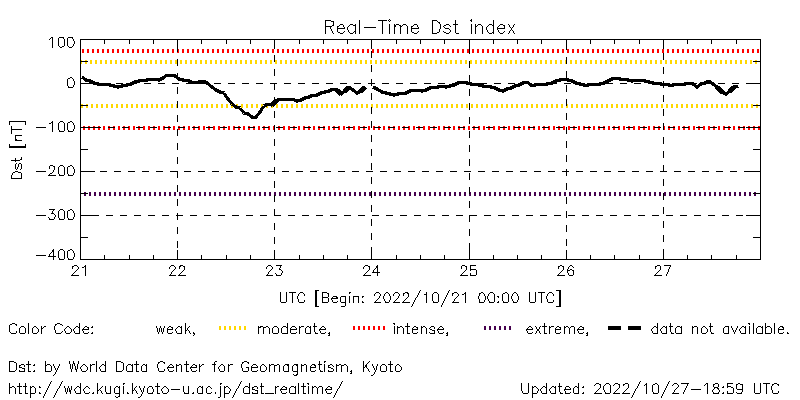 Real-Time Dst index
100
0
-100
-200
-300
-400
Dst [nT]
21 22 23 24 25 26 27
UTC [Begin: 2022/10/21 00:00 UTC]
Color Code: weak, moderate, intense, extreme, data not available.
Dst: by World Data Center for Geomagnetism, Kyoto
http://wdc.kugi.kyoto-u.ac.jp/dst_realtime/ Updated: 2022/10/27-18:59 UTC